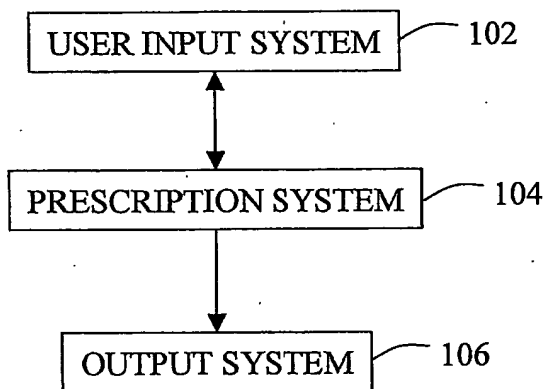 USER INPUT SYSTEM 102
PRESCRIPTION SYSTEM 104
OUTPUT SYSTEM 106